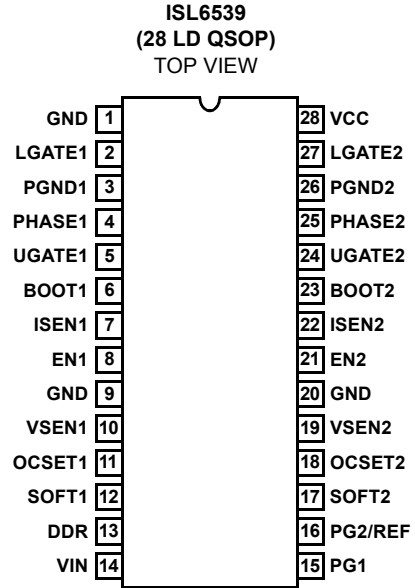 ISL6539
(28 LD QSOP)
TOP VIEW
GND 1 28 VCC
LGATE1 2 27 LGATE2
PGND1 3 26 PGND2
PHASE1 4 25 PHASE2
UGATE1 5 24 UGATE2
BOOT1 6 23 BOOT2
ISEN1 7 22 ISEN2
EN1 8 21 EN2
GND 9 20 GND
VSEN1 10 19 VSEN2
OCSET1 11 18 OCSET2
SOFT1 12 17 SOFT2
DDR 13 16 PG2/REF
VIN 14 15 PG1